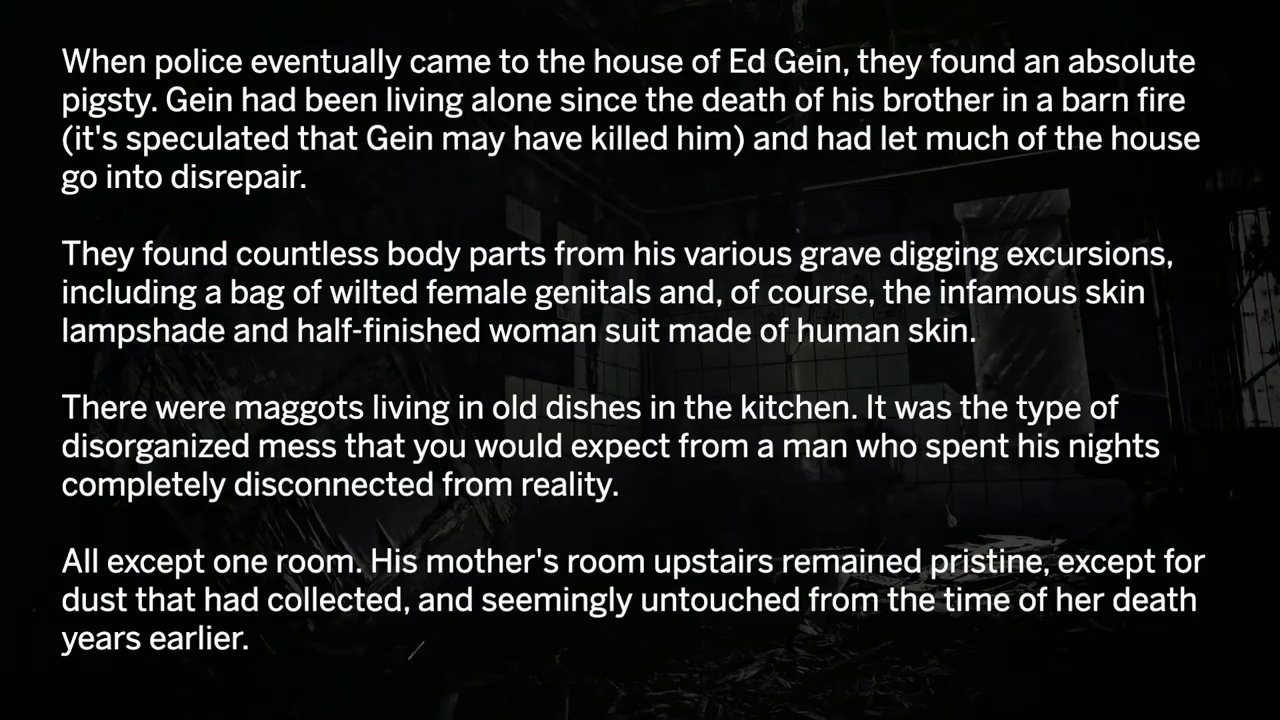 When police eventually came to the house of Ed Gein, they found an absolute
pigsty. Gein had been living alone since the death of his brother in a barn fire
(it's speculated that Gein may have killed him) and had let much of the house
go into disrepair.
They found countless body parts from his various grave digging excursions,
including a bag of wilted female genitals and, of course, the infamous skin
lampshade and half-finished woman suit made of human skin.
There were maggots living in old dishes in the kitchen. It was the type of
disorganized mess that you would expect from a man who spent his nights
completely disconnected from reality.
All except one room. His mother's room upstairs remained pristine, except for
dust that had collected, and seemingly untouched from the time of her death
years earlier.